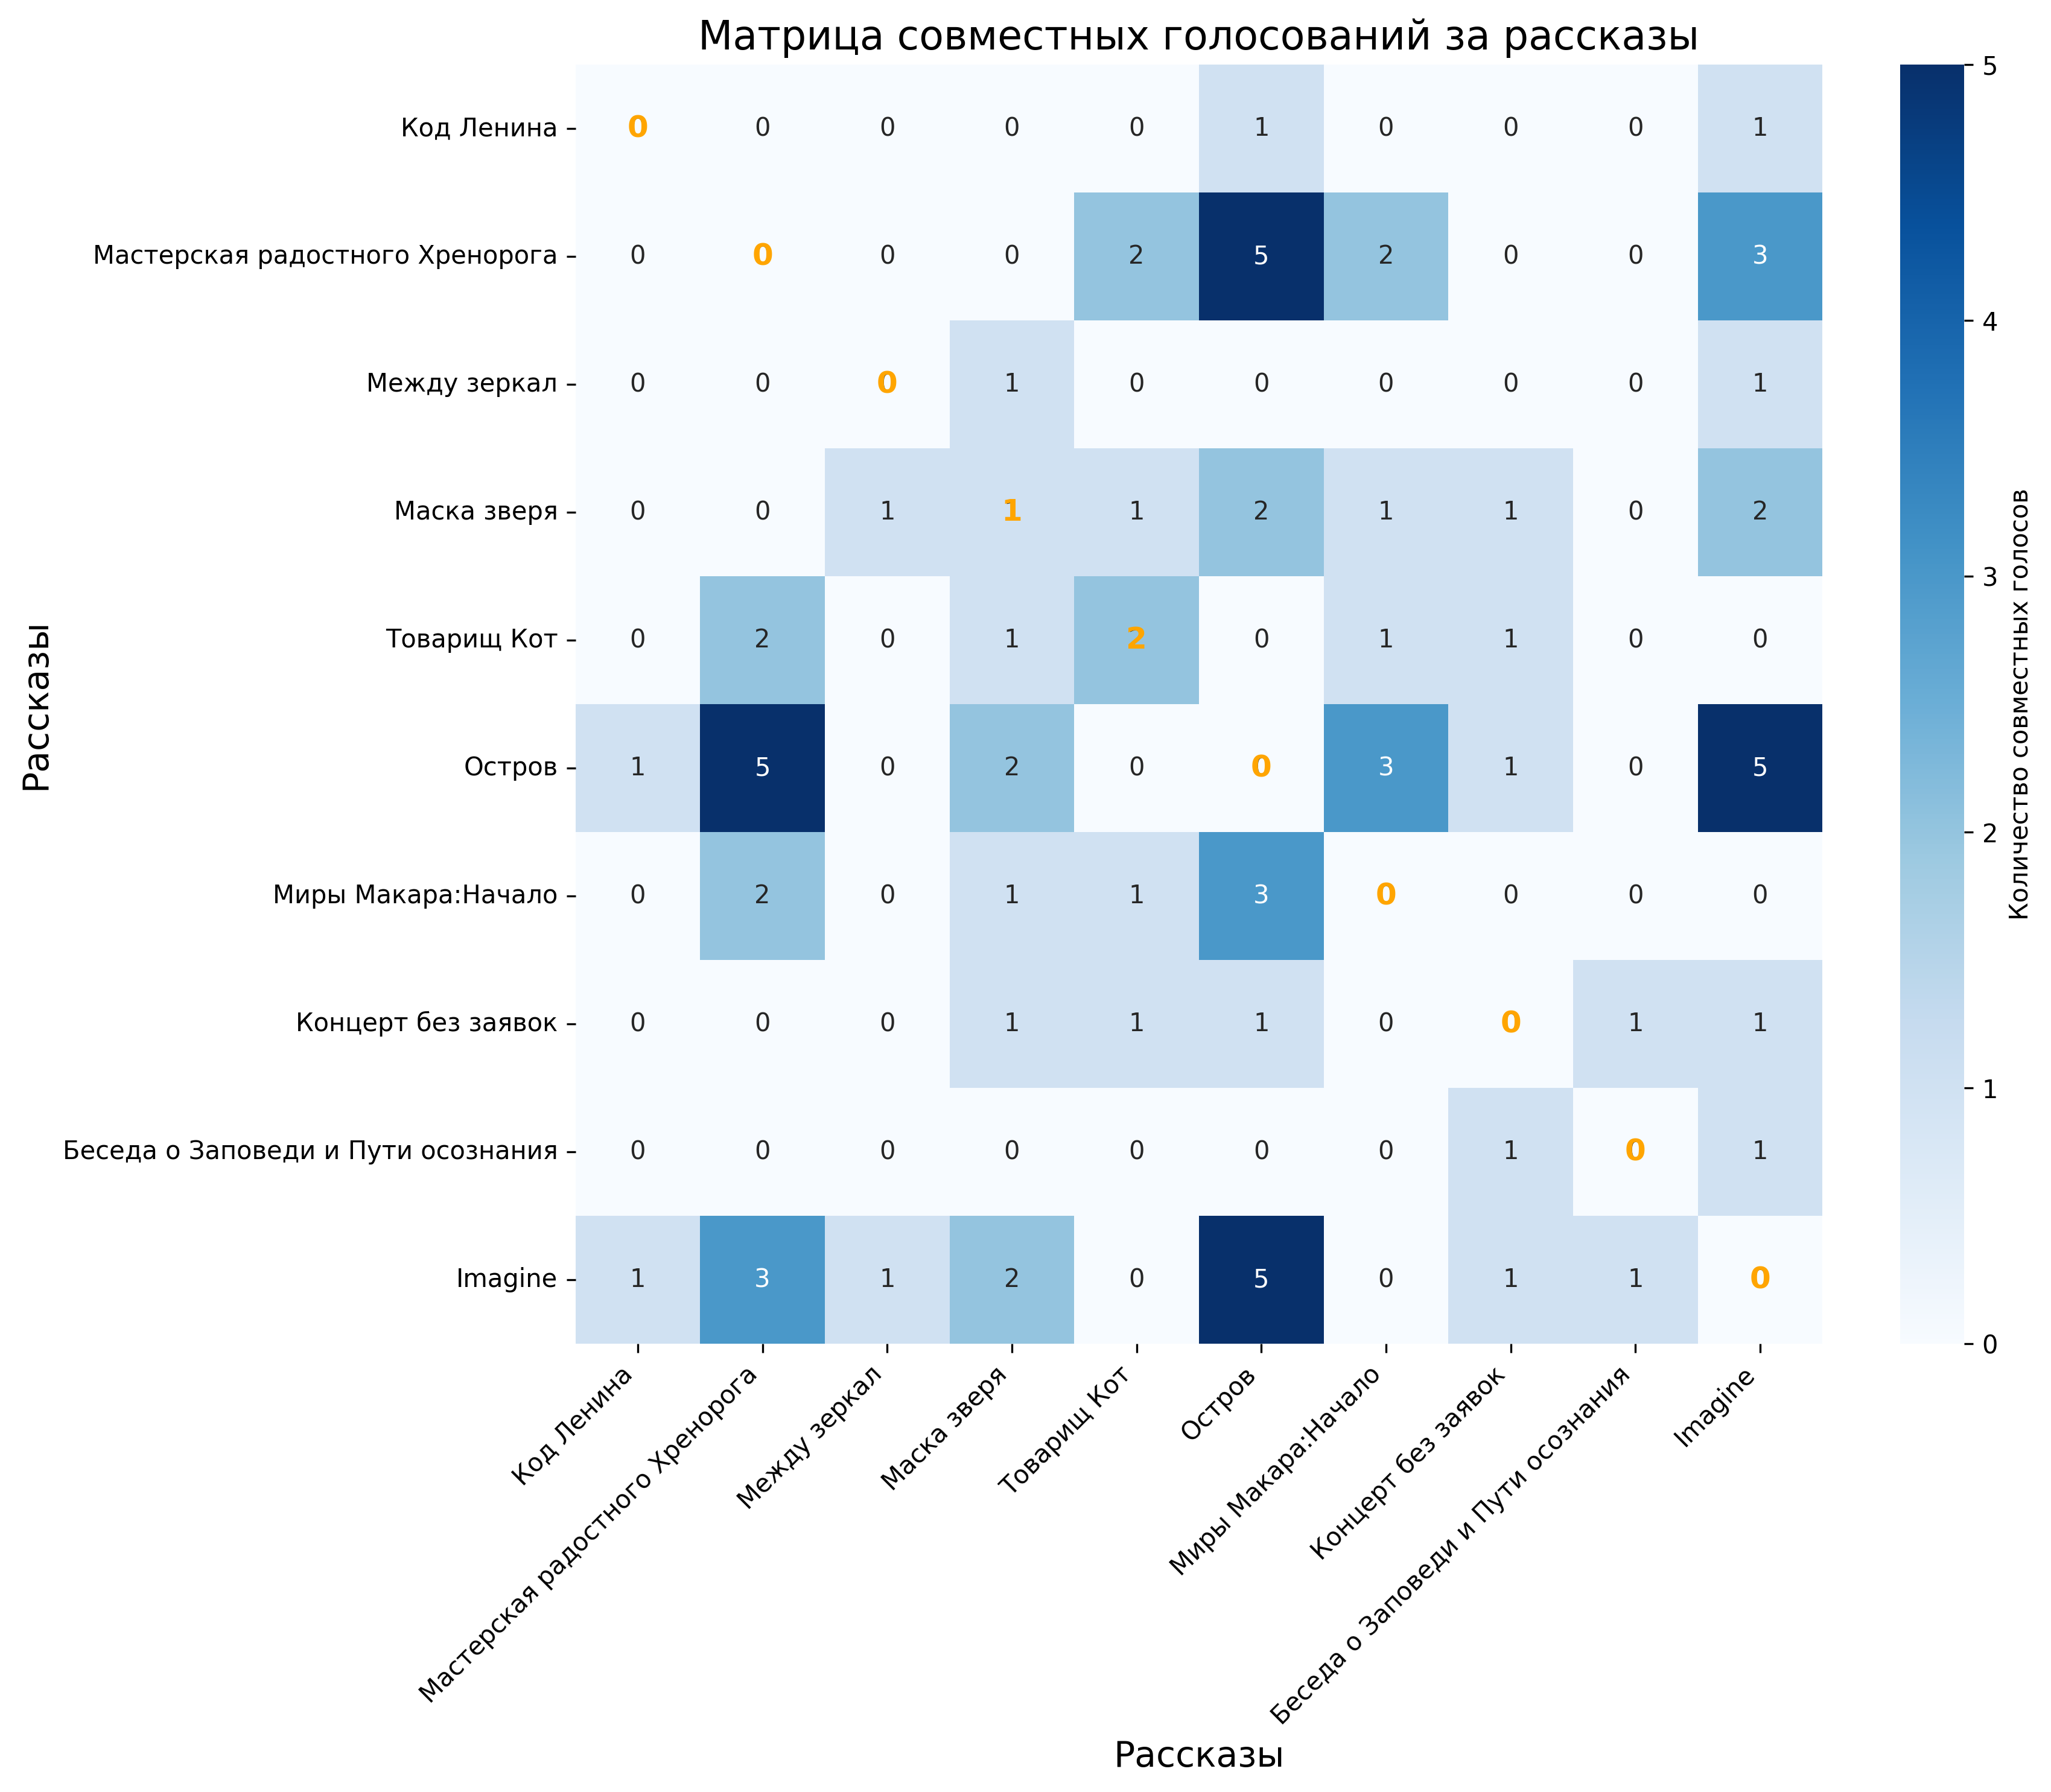 Матрица совместных голосований за рассказы
Код Ленина 0 0 0 0 0 1 0 0 0 1
Мастерская радостного Хренорога 0 0 0 0 2 5 2 0 0 3
Между зеркал 0 0 0 1 0 0 0 0 0 1
Маска зверя 0 0 1 1 1 2 1 1 0 2
Товарищ Кот 0 2 0 1 2 0 1 1 0 0
Остров 1 5 0 2 0 0 3 1 0 5
Миры Макара:Начало 0 2 0 1 1 3 0 0 0 0
Концерт без заявок 0 0 0 1 1 1 0 0 1 1
Беседа о Заповеди и Пути осознания 0 0 0 0 0 0 0 1 0 1
Imagine 1 3 1 2 0 5 0 1 1 0
Рассказы
Код Ленина
Мастерская радостного Хренорога
Между зеркал
Маска зверя
Товарищ Кот
Остров
Миры Макара:Начало
Концерт без заявок
Беседа о Заповеди и Пути осознания
Imagine
Рассказы
5
4
3
2
1
0
Количество совместных голосов